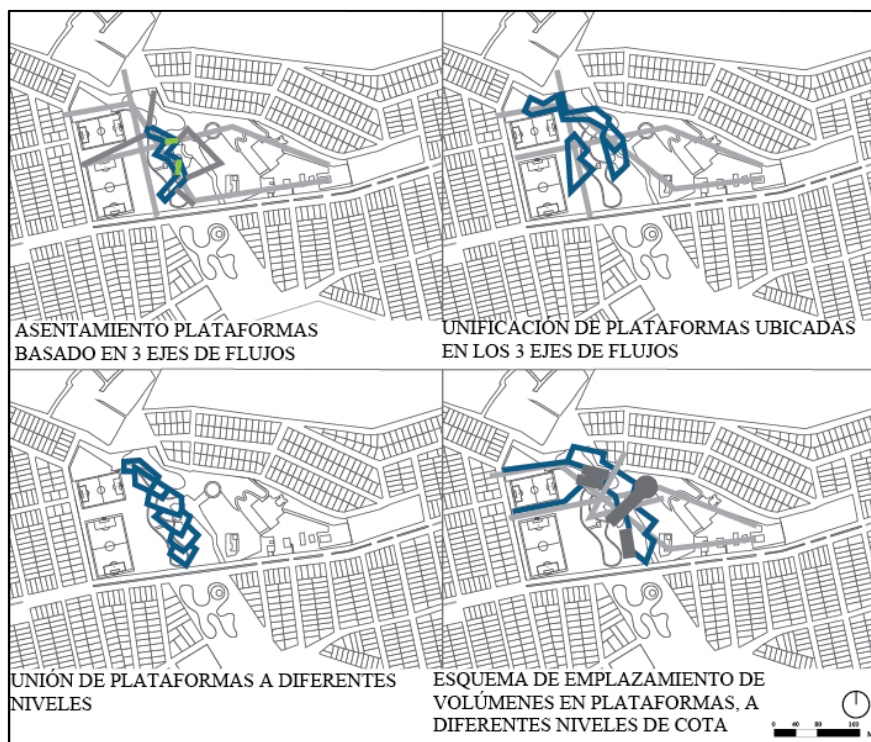 ASENTAMIENTO PLATAFORMAS
BASADO EN 3 EJES DE FLUJOS
UNIFICACIÓN DE PLATAFORMAS UBICADAS
EN LOS 3 EJES DE FLUJOS
UNIÓN DE PLATAFORMAS A DIFERENTES
NIVELES
ESQUEMA DE EMPLAZAMIENTO DE
VOLÚMENES EN PLATAFORMAS, A
DIFERENTES NIVELES DE COTA
0 40 80 160
M